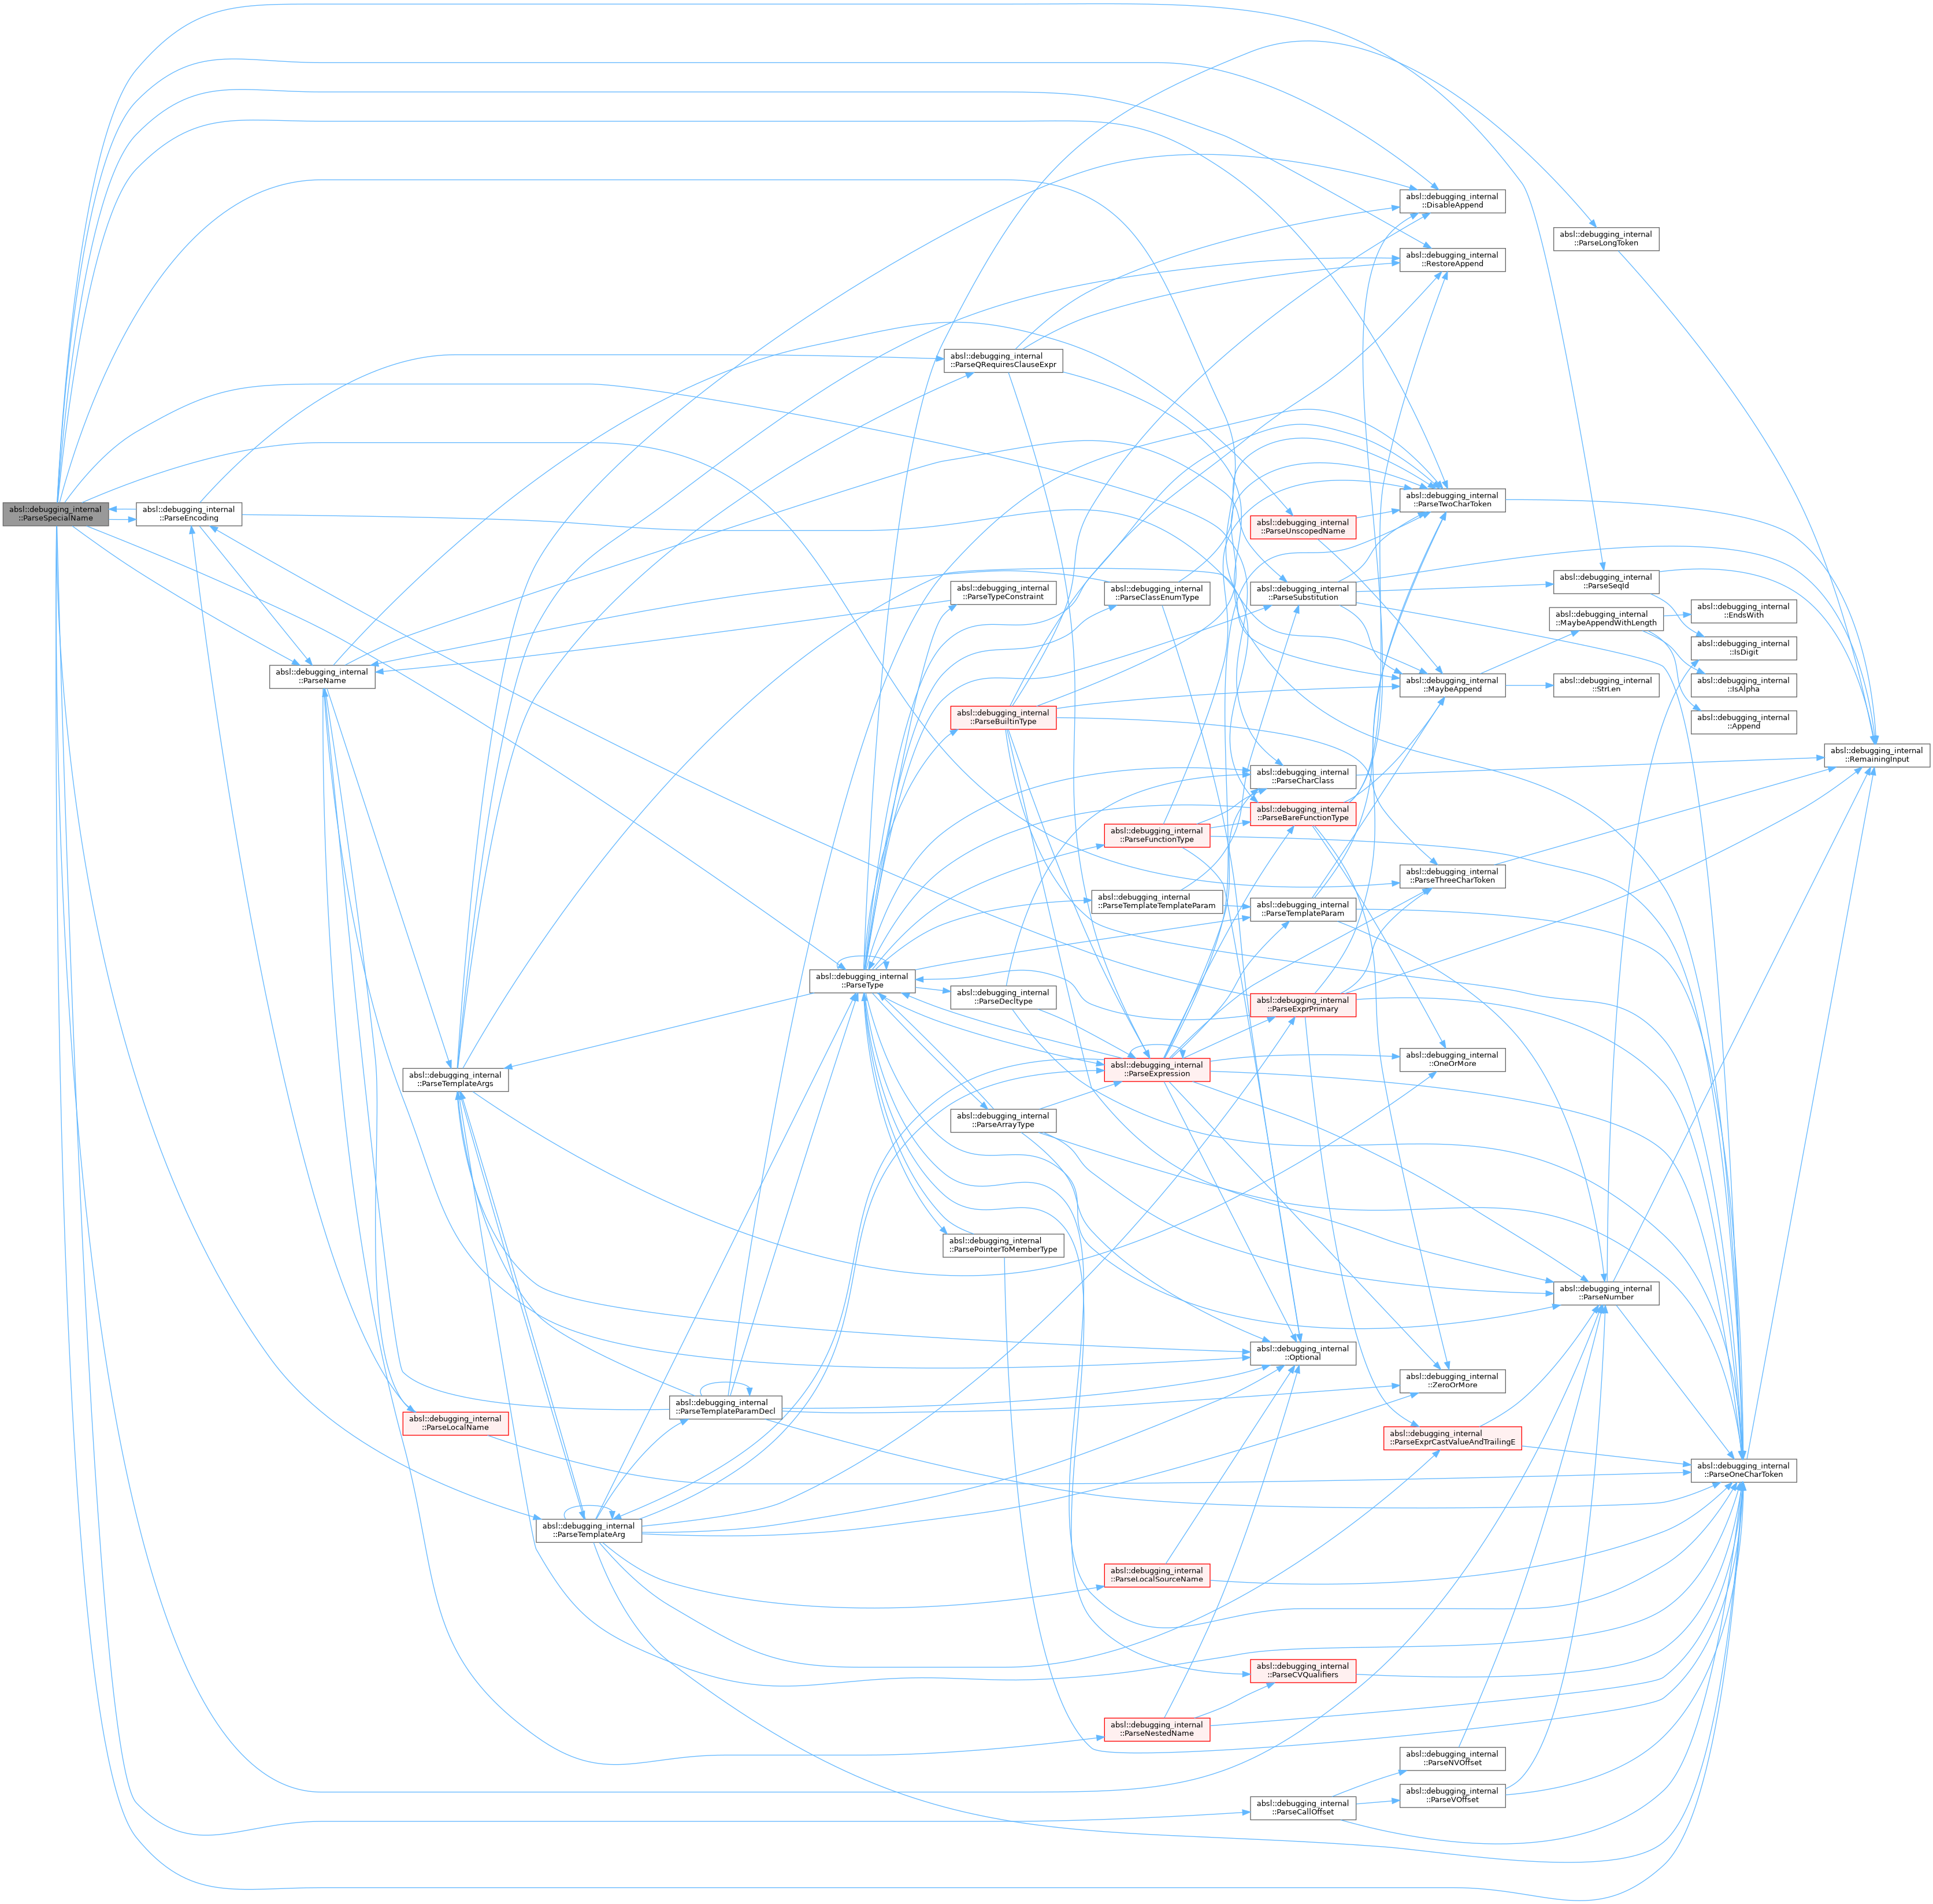 absl::debugging_internal
::ParseSpecialName
absl::debugging_internal
::ParseEncoding
absl::debugging_internal
::ParseName
absl::debugging_internal
::ParseTemplateArgs
absl::debugging_internal
::ParseLocalName
absl::debugging_internal
::ParseTemplateArg
absl::debugging_internal
::ParseTemplateParamDecl
absl::debugging_internal
::ParseType
absl::debugging_internal
::ParseQRequiresClauseExpr
absl::debugging_internal
::ParseTypeConstraint
absl::debugging_internal
::ParseBuiltinType
absl::debugging_internal
::ParseDecltype
absl::debugging_internal
::ParseArrayType
absl::debugging_internal
::ParsePointerToMemberType
absl::debugging_internal
::ParseClassEnumType
absl::debugging_internal
::ParseFunctionType
absl::debugging_internal
::ParseTemplateTemplateParam
absl::debugging_internal
::ParseExpression
absl::debugging_internal
::ParseLocalSourceName
absl::debugging_internal
::ParseNestedName
absl::debugging_internal
::ParseUnscopedName
absl::debugging_internal
::ParseSubstitution
absl::debugging_internal
::ParseCharClass
absl::debugging_internal
::ParseBareFunctionType
absl::debugging_internal
::ParseTemplateParam
absl::debugging_internal
::ParseExprPrimary
absl::debugging_internal
::Optional
absl::debugging_internal
::ParseCVQualifiers
absl::debugging_internal
::ParseCallOffset
absl::debugging_internal
::DisableAppend
absl::debugging_internal
::RestoreAppend
absl::debugging_internal
::ParseTwoCharToken
absl::debugging_internal
::MaybeAppend
absl::debugging_internal
::ParseThreeCharToken
absl::debugging_internal
::OneOrMore
absl::debugging_internal
::ZeroOrMore
absl::debugging_internal
::ParseExprCastValueAndTrailingE
absl::debugging_internal
::ParseNVOffset
absl::debugging_internal
::ParseVOffset
absl::debugging_internal
::ParseLongToken
absl::debugging_internal
::ParseSeqId
absl::debugging_internal
::MaybeAppendWithLength
absl::debugging_internal
::StrLen
absl::debugging_internal
::ParseNumber
absl::debugging_internal
::EndsWith
absl::debugging_internal
::IsDigit
absl::debugging_internal
::IsAlpha
absl::debugging_internal
::Append
absl::debugging_internal
::ParseOneCharToken
absl::debugging_internal
::RemainingInput